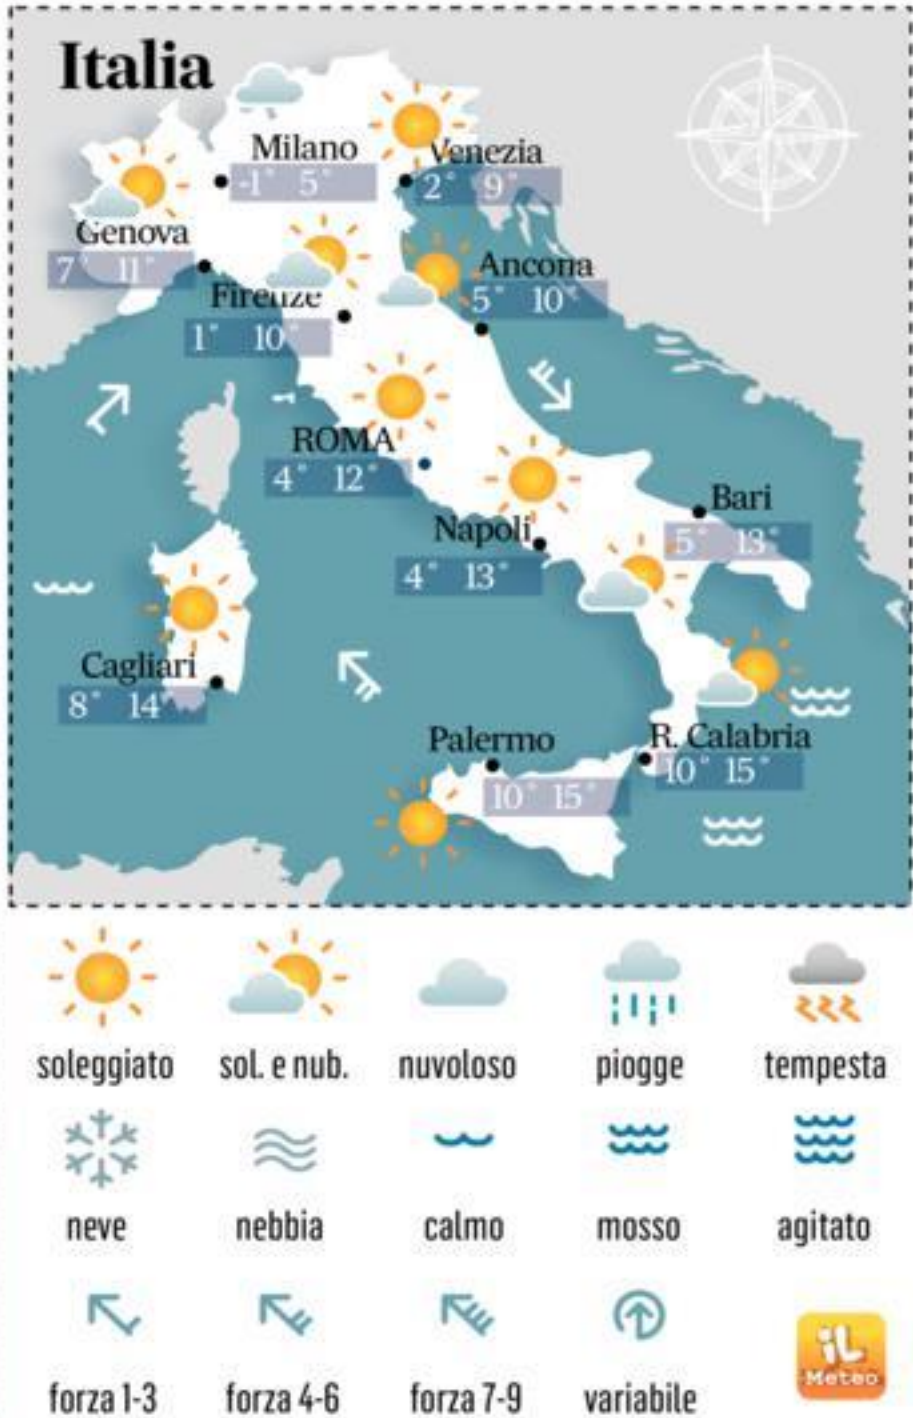 Italia
Milano
-1° 5°
Venezia
2° 9°
Genova
7° 11°
Firenze
1° 10°
Ancona
5° 10°
ROMA
4° 12°
Napoli
4° 13°
Bari
5° 13°
Cagliari
8° 14°
Palermo
10° 15°
R. Calabria
10° 15°
soleggiato sol. e nub. nuvoloso piogge tempesta
neve nebbia calmo mosso agitato
forza 1-3 forza 4-6 forza 7-9 variabile
iL
Meteo